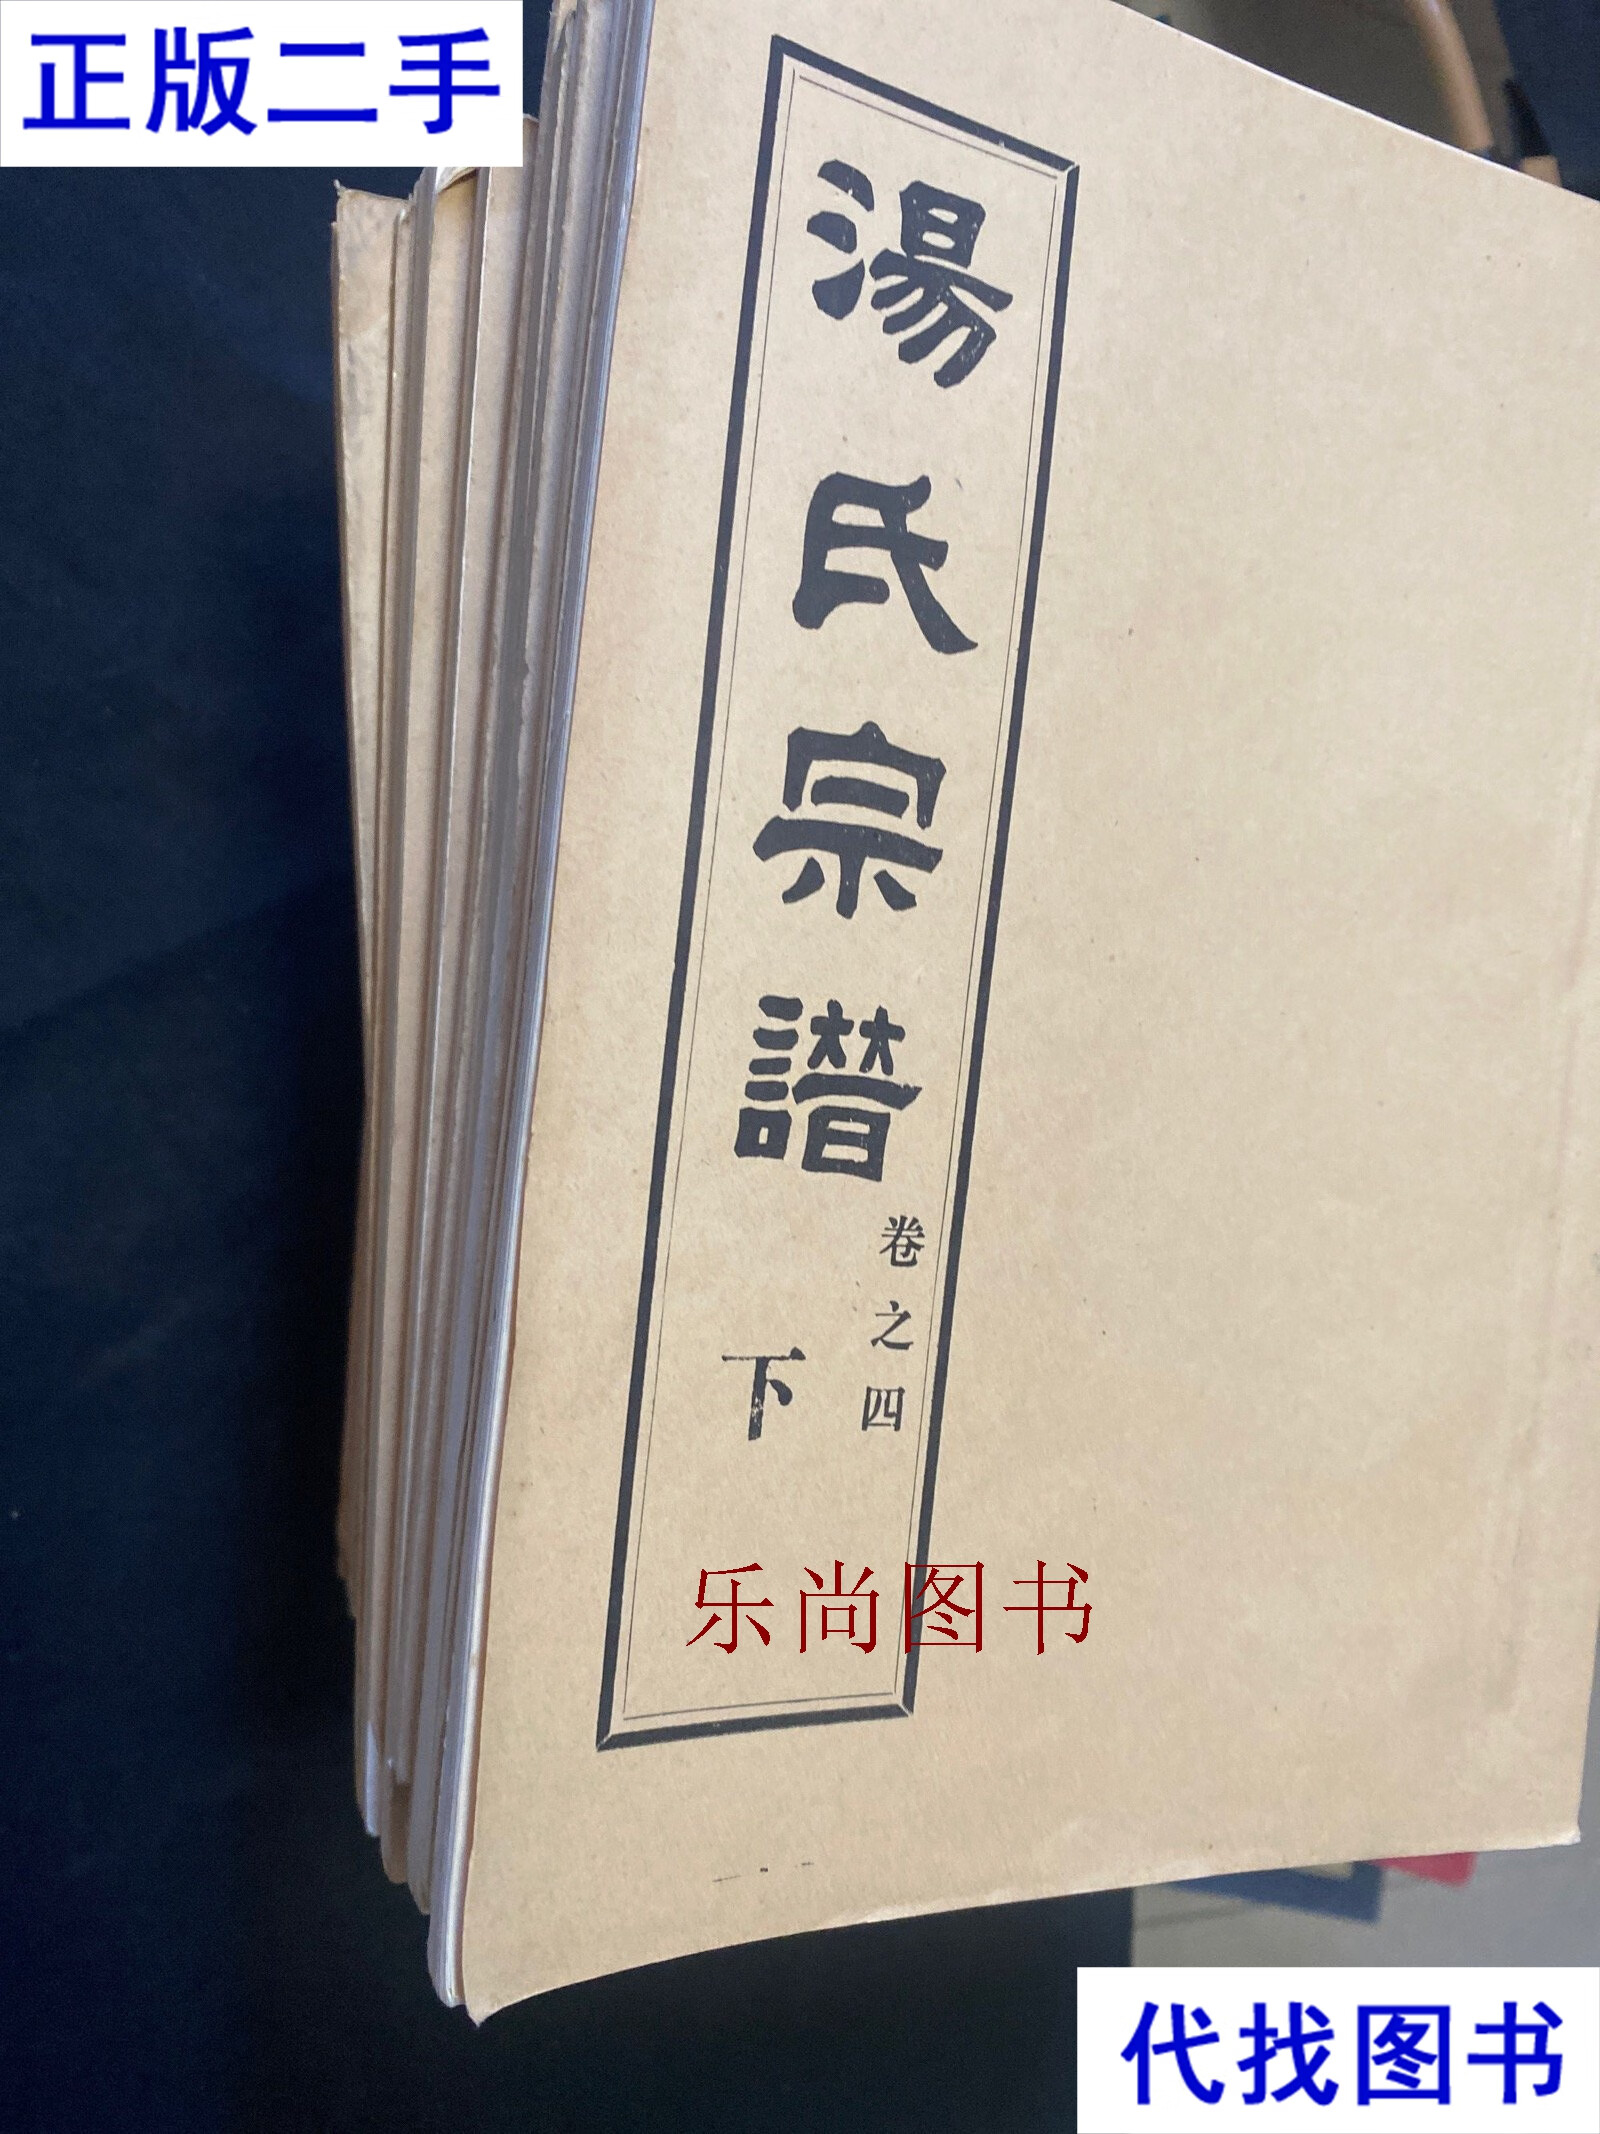 正版二手
湯氏宗譜
卷之四
下
乐尚图书
代找图书